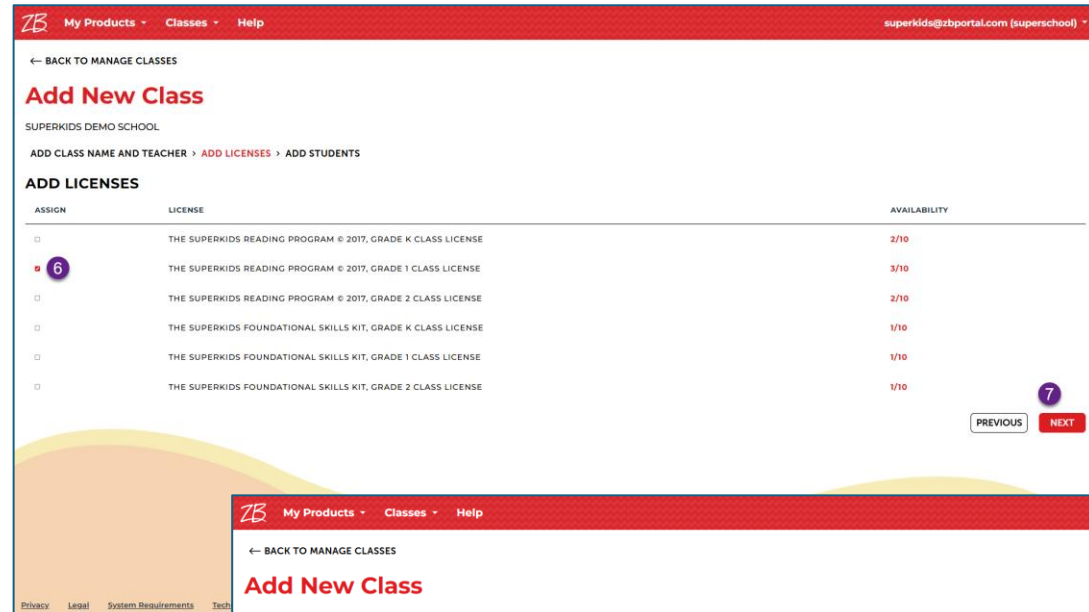 ZB My Products Classes Help superkids@zbportal.com (superschool)
← BACK TO MANAGE CLASSES
Add New Class
SUPERKIDS DEMO SCHOOL
ADD CLASS NAME AND TEACHER > ADD LICENSES > ADD STUDENTS
ADD LICENSES
ASSIGN LICENSE AVAILABILITY
THE SUPERKIDS READING PROGRAM © 2017, GRADE K CLASS LICENSE 2/10
6 THE SUPERKIDS READING PROGRAM © 2017, GRADE 1 CLASS LICENSE 3/10
THE SUPERKIDS READING PROGRAM © 2017, GRADE 2 CLASS LICENSE 2/10
THE SUPERKIDS FOUNDATIONAL SKILLS KIT, GRADE K CLASS LICENSE 1/10
THE SUPERKIDS FOUNDATIONAL SKILLS KIT, GRADE 1 CLASS LICENSE 1/10
THE SUPERKIDS FOUNDATIONAL SKILLS KIT, GRADE 2 CLASS LICENSE 1/10
7
PREVIOUS NEXT
ZB My Products Classes Help
← BACK TO MANAGE CLASSES
Add New Class
Privacy Legal System Requirements Tech